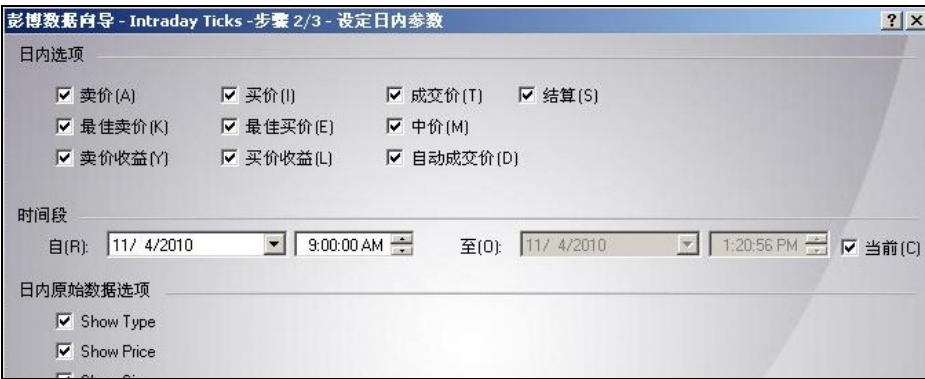 彭博数据向导 - Intraday Ticks -步骤 2/3 - 设定日内参数
日内选项
卖价(A) 买价(I) 成交价(T) 结算(S)
最佳卖价(K) 最佳买价(E) 中价(M)
卖价收益(Y) 买价收益(L) 自动成交价(D)
时间段
自(R): 11/ 4/2010 9:00:00 AM 至(O): 11/ 4/2010 1:20:56 PM 当前(C)
日内原始数据选项
Show Type
Show Price